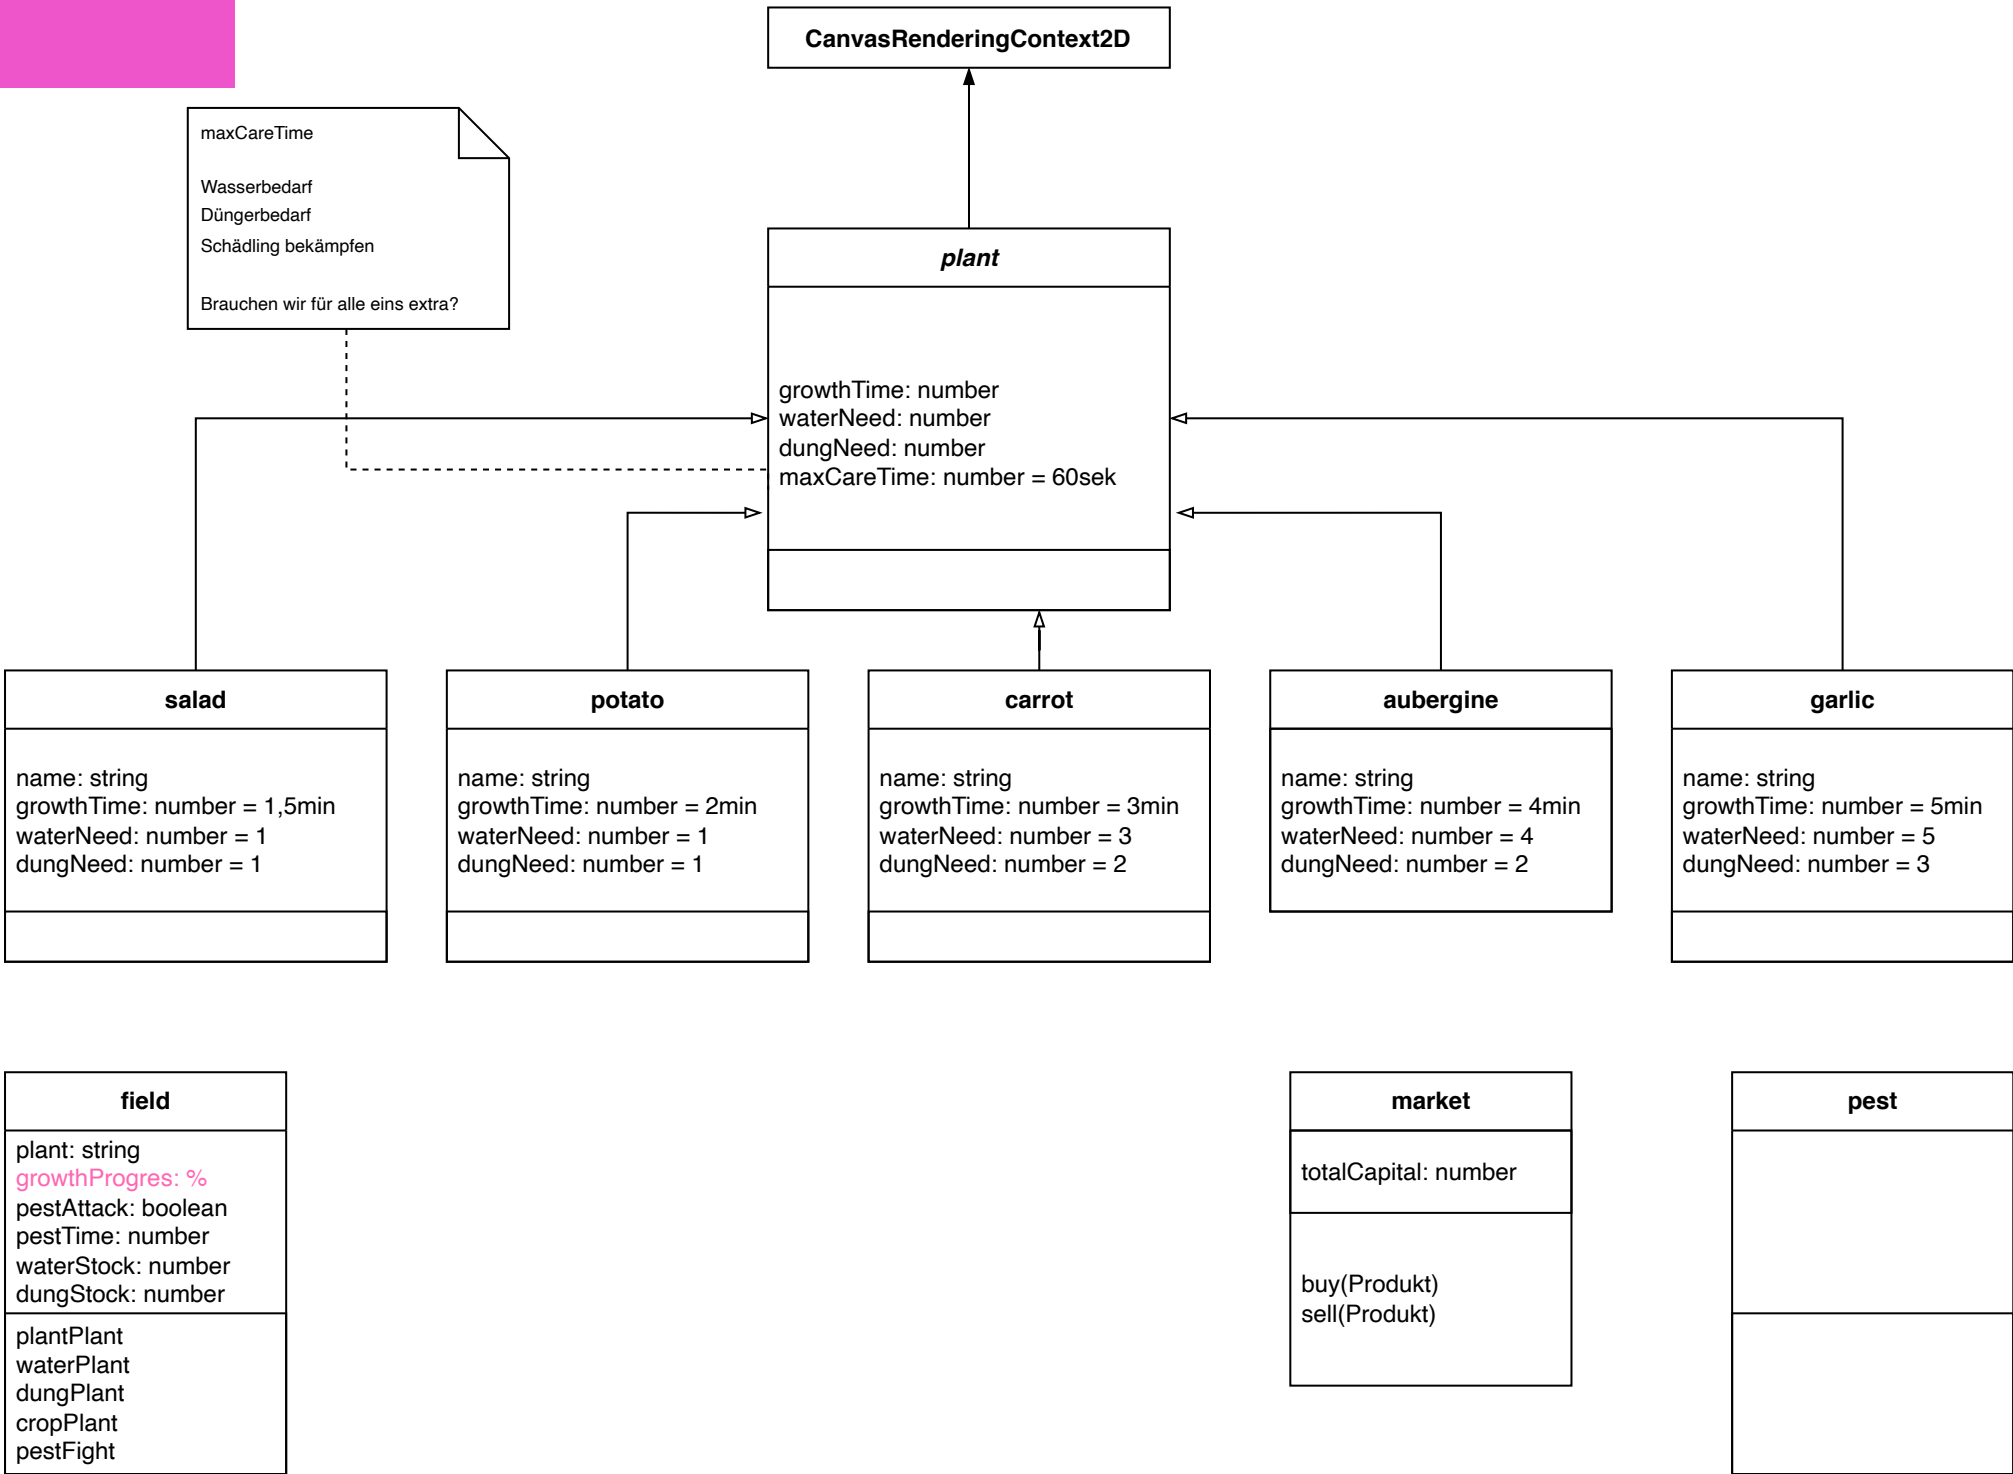 CanvasRenderingContext2D
maxCareTime
Wasserbedarf
Düngerbedarf
Schädling bekämpfen
Brauchen wir für alle eins extra?
plant
growthTime: number
waterNeed: number
dungNeed: number
maxCareTime: number = 60sek
salad
name: string
growthTime: number = 1,5min
waterNeed: number = 1
dungNeed: number = 1
potato
name: string
growthTime: number = 2min
waterNeed: number = 1
dungNeed: number = 1
carrot
name: string
growthTime: number = 3min
waterNeed: number = 3
dungNeed: number = 2
aubergine
name: string
growthTime: number = 4min
waterNeed: number = 4
dungNeed: number = 2
garlic
name: string
growthTime: number = 5min
waterNeed: number = 5
dungNeed: number = 3
field
plant: string
growthProgres: %
pestAttack: boolean
pestTime: number
waterStock: number
dungStock: number
plantPlant
waterPlant
dungPlant
cropPlant
pestFight
market
totalCapital: number
buy(Produkt)
sell(Produkt)
pest